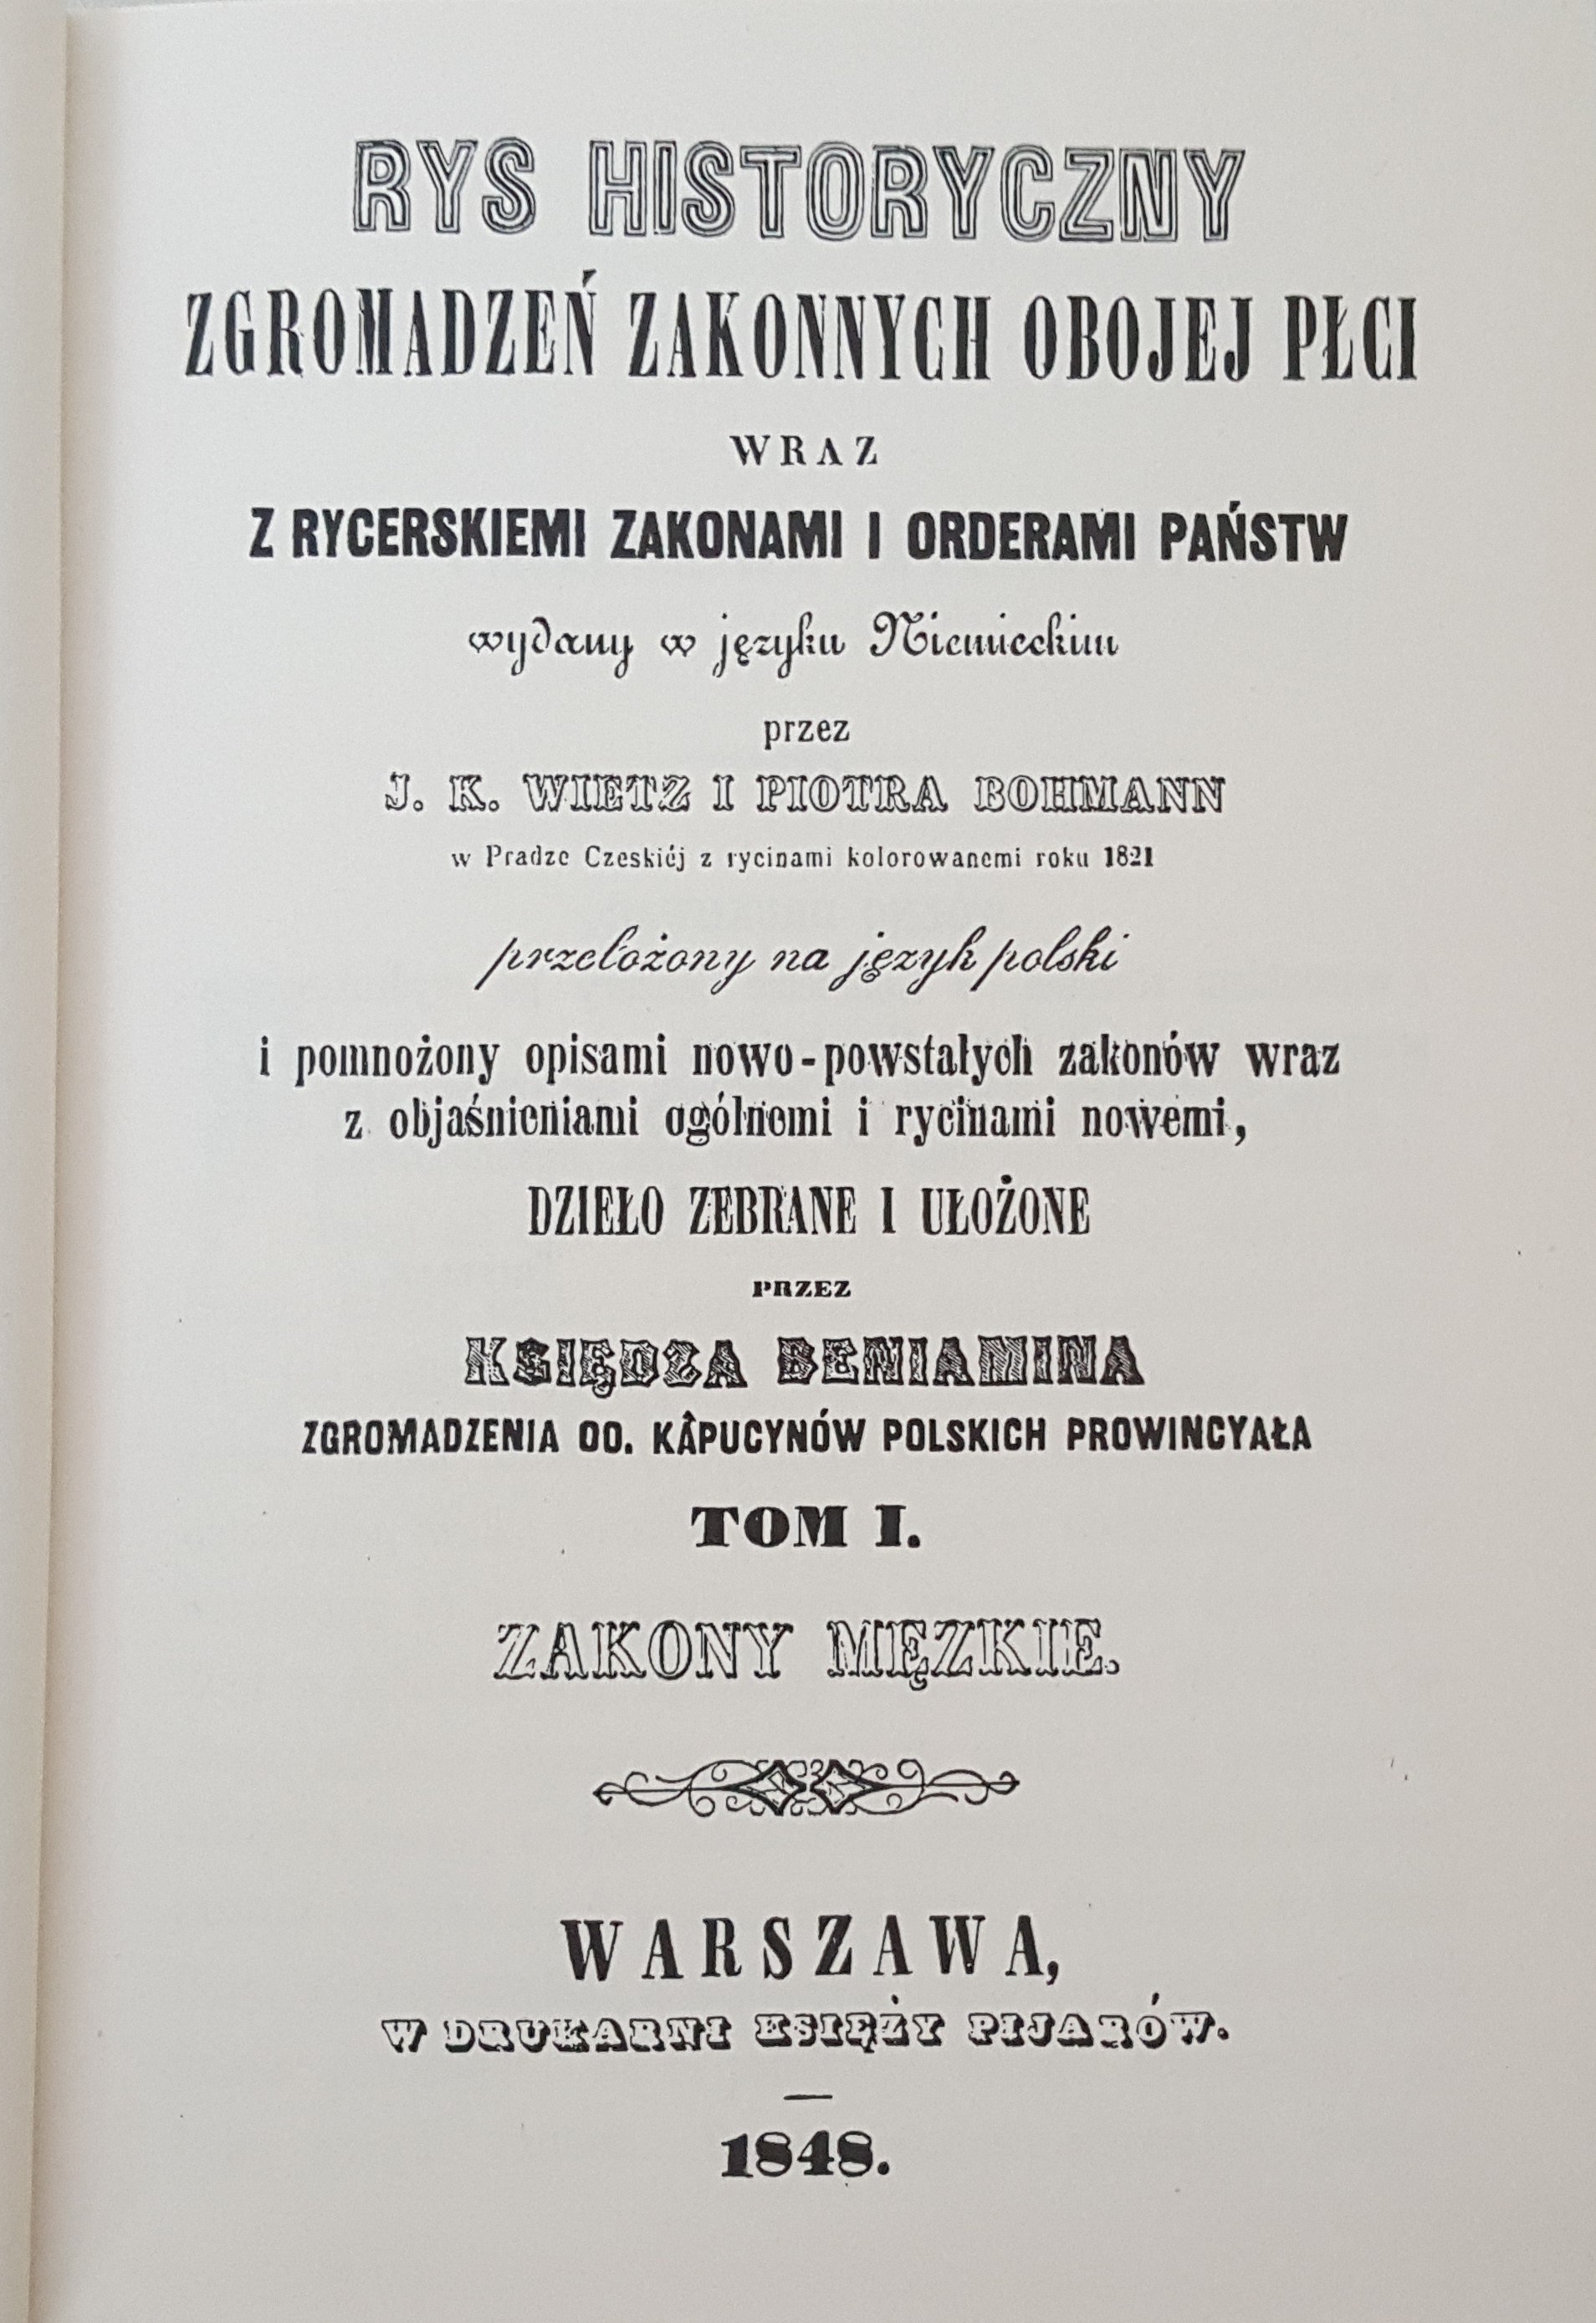 RYS HISTORYCZNY
ZGROMADZEŃ ZAKONNYCH OBOJEJ PŁCI
WRAZ
Z RYCERSKIEMI ZAKONAMI I ORDERAMI PAŃSTW
wydany w języku Niemieckim
przez
J. K. WIETZ I PIOTRA BOHMANN
w Pradze Czeskiéj z rycinami kolorowanemi roku 1821
przełożony na język polski
i pomnożony opisami nowo-powstałych zakonów wraz
z objaśnieniami ogólnemi i rycinami nowemi,
DZIEŁO ZEBRANE I UŁOŻONE
PRZEZ
KSIĘDZA BENIAMINA
ZGROMADZENIA OO. KÂPUCYNÓW POLSKICH PROWINCYAŁA
TOM I.
ZAKONY MĘZKIE.
WARSZAWA,
W DRUKARNI KSIĘŻY PIJARÓW.
1848.